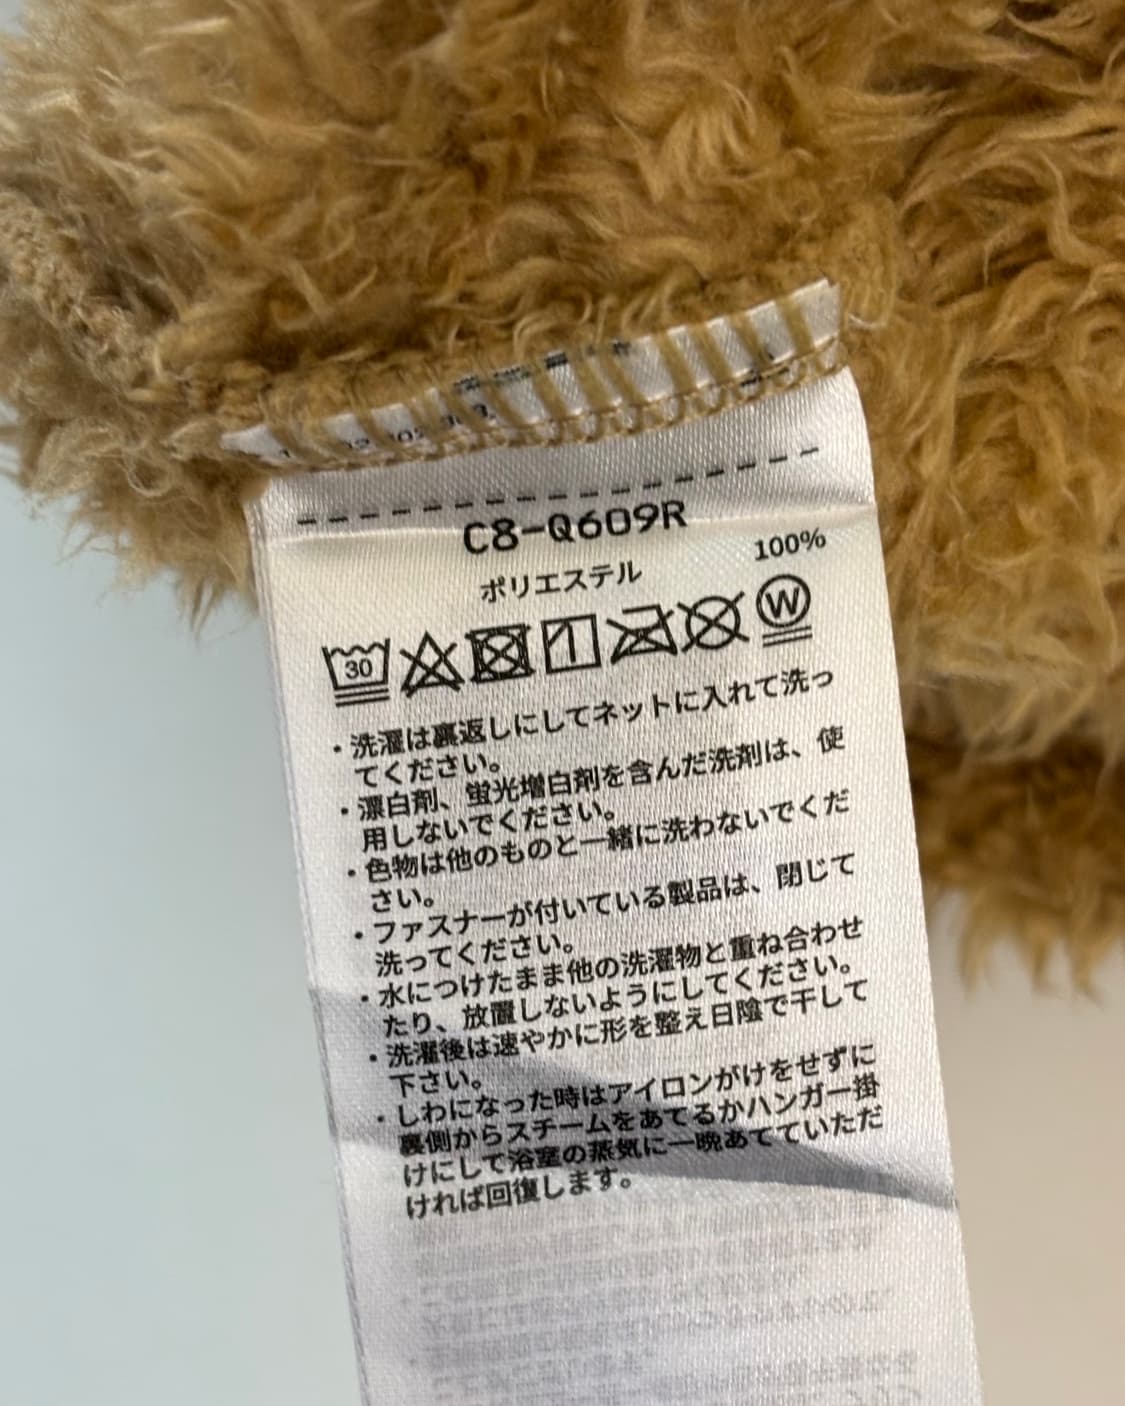 C8-Q609R
ポリエステル 100%
30 W
・洗濯は裏返しにしてネットに入れて洗っ
てください。
・漂白剤、蛍光増白剤を含んだ洗剤は、使
用しないでください。
・色物は他のものと一緒に洗わないでくだ
さい。
・ファスナーが付いている製品は、閉じて
洗ってください。
・水につけたまま他の洗濯物と重ね合わせ
たり、放置しないようにしてください。
・洗濯後は速やかに形を整え日陰で干して
下さい。
・しわになった時はアイロンがけをせずに
裏側からスチームをあてるかハンガー掛
けにして浴室の蒸気に一晩あてていただ
ければ回復します。